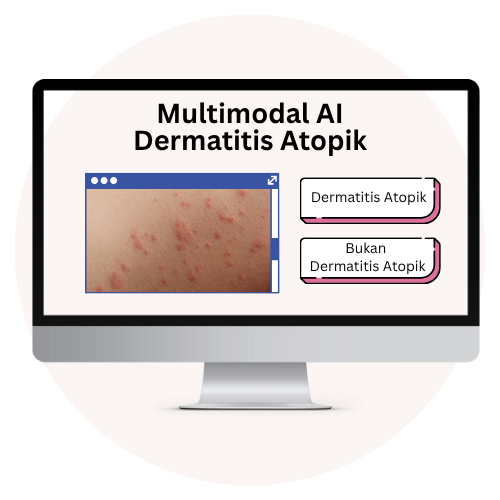 Multimodal AI
Dermatitis Atopik
Dermatitis Atopik
Bukan
Dermatitis Atopik